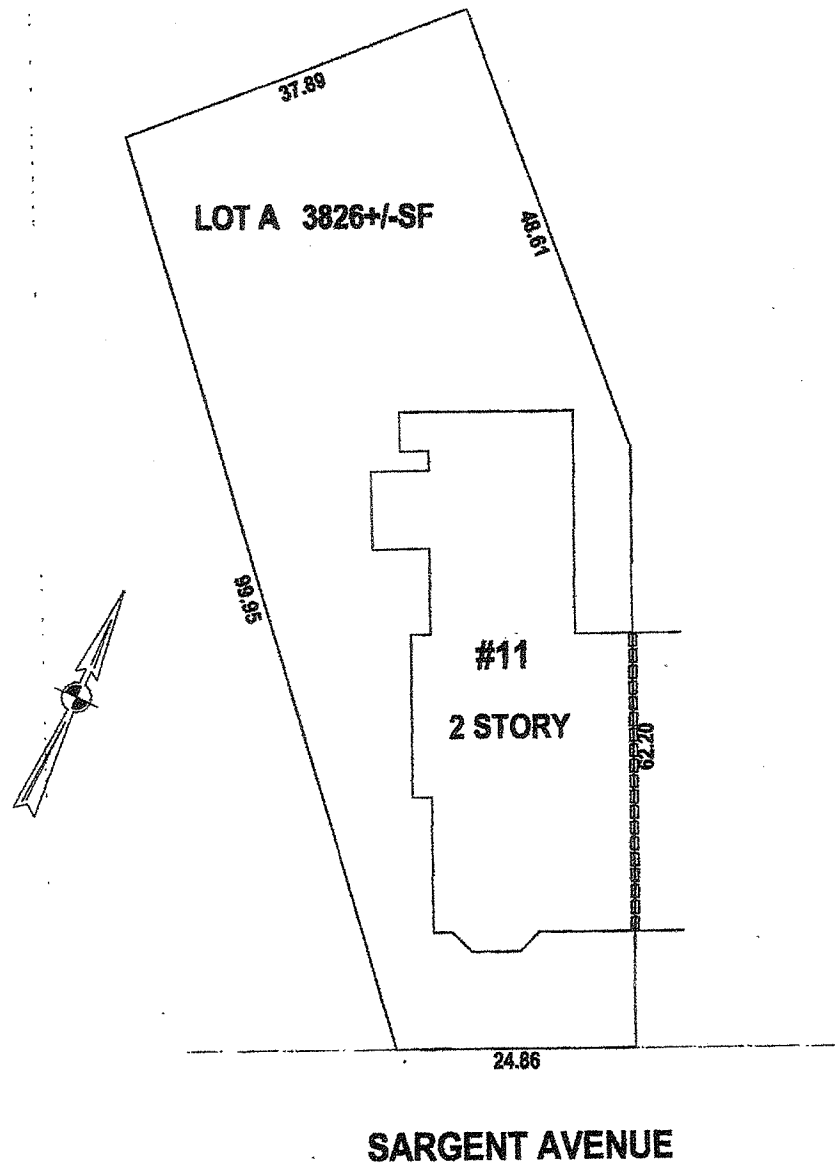 37.89
LOT A 3826+/-SF
48.61
99.95
#11
2 STORY
62.20
24.86
SARGENT AVENUE